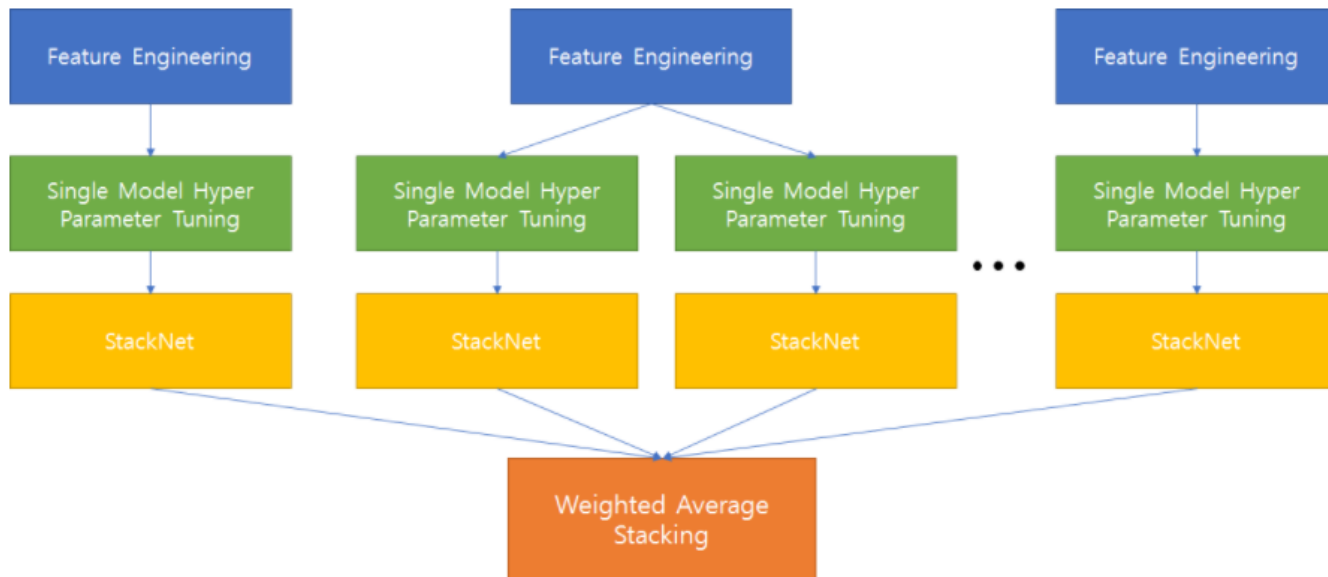 Feature Engineering
Feature Engineering
Feature Engineering
Single Model Hyper
Parameter Tuning
Single Model Hyper
Parameter Tuning
Single Model Hyper
Parameter Tuning
Single Model Hyper
Parameter Tuning
StackNet
StackNet
StackNet
StackNet
Weighted Average
Stacking